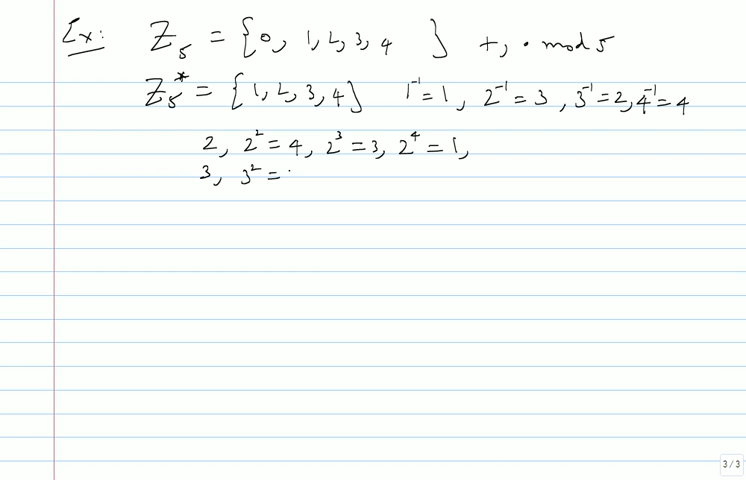 Ex: Z₅ = {0, 1, 2, 3, 4 } +, · mod 5
Z₅* = {1, 2, 3, 4} 1⁻¹ = 1, 2⁻¹ = 3, 3⁻¹ = 2, 4⁻¹ = 4
2, 2² = 4, 2³ = 3, 2⁴ = 1,
3, 3² =
3/3